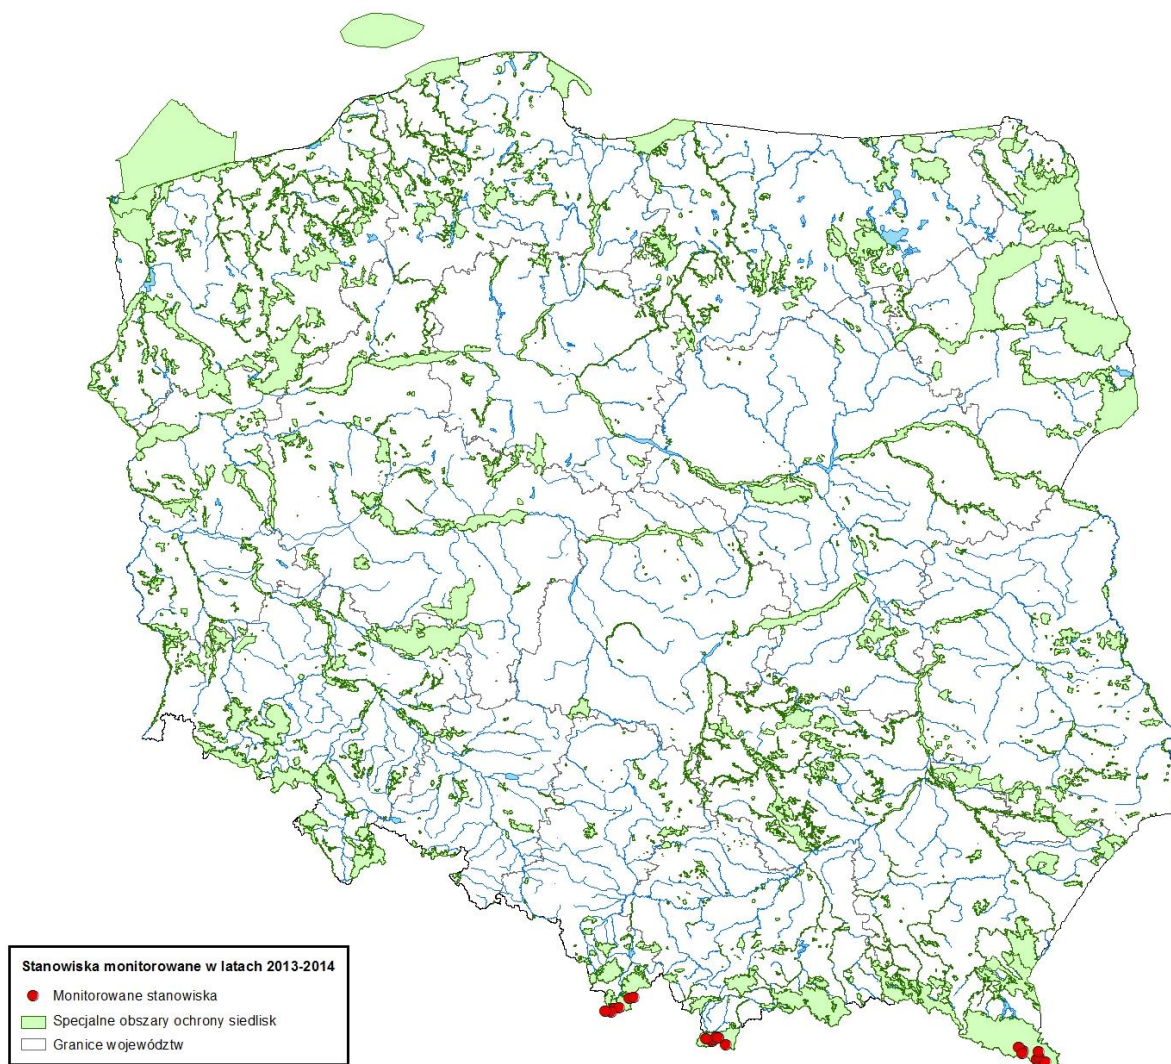 Stanowiska monitorowane w latach 2013-2014
Monitorowane stanowiska
Specjalne obszary ochrony siedlisk
Granice województw